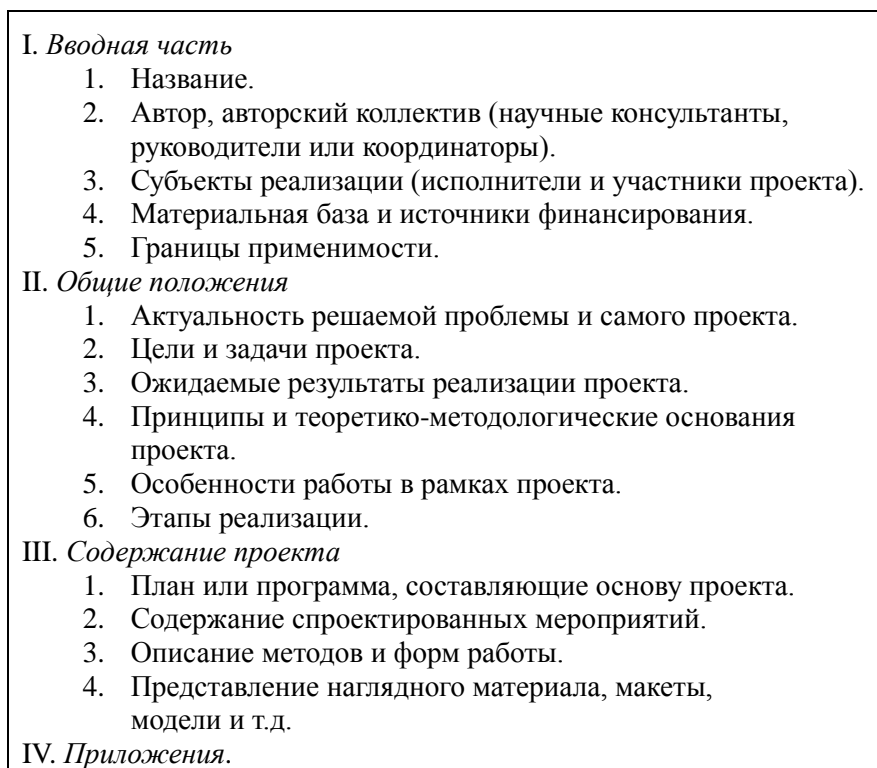 I. Вводная часть
1. Название.
2. Автор, авторский коллектив (научные консультанты,
руководители или координаторы).
3. Субъекты реализации (исполнители и участники проекта).
4. Материальная база и источники финансирования.
5. Границы применимости.
II. Общие положения
1. Актуальность решаемой проблемы и самого проекта.
2. Цели и задачи проекта.
3. Ожидаемые результаты реализации проекта.
4. Принципы и теоретико-методологические основания
проекта.
5. Особенности работы в рамках проекта.
6. Этапы реализации.
III. Содержание проекта
1. План или программа, составляющие основу проекта.
2. Содержание спроектированных мероприятий.
3. Описание методов и форм работы.
4. Представление наглядного материала, макеты,
модели и т.д.
IV. Приложения.